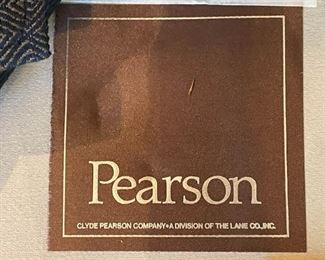 Pearson
CLYDE PEARSON COMPANY•A DIVISION OF THE LANE CO.,INC.